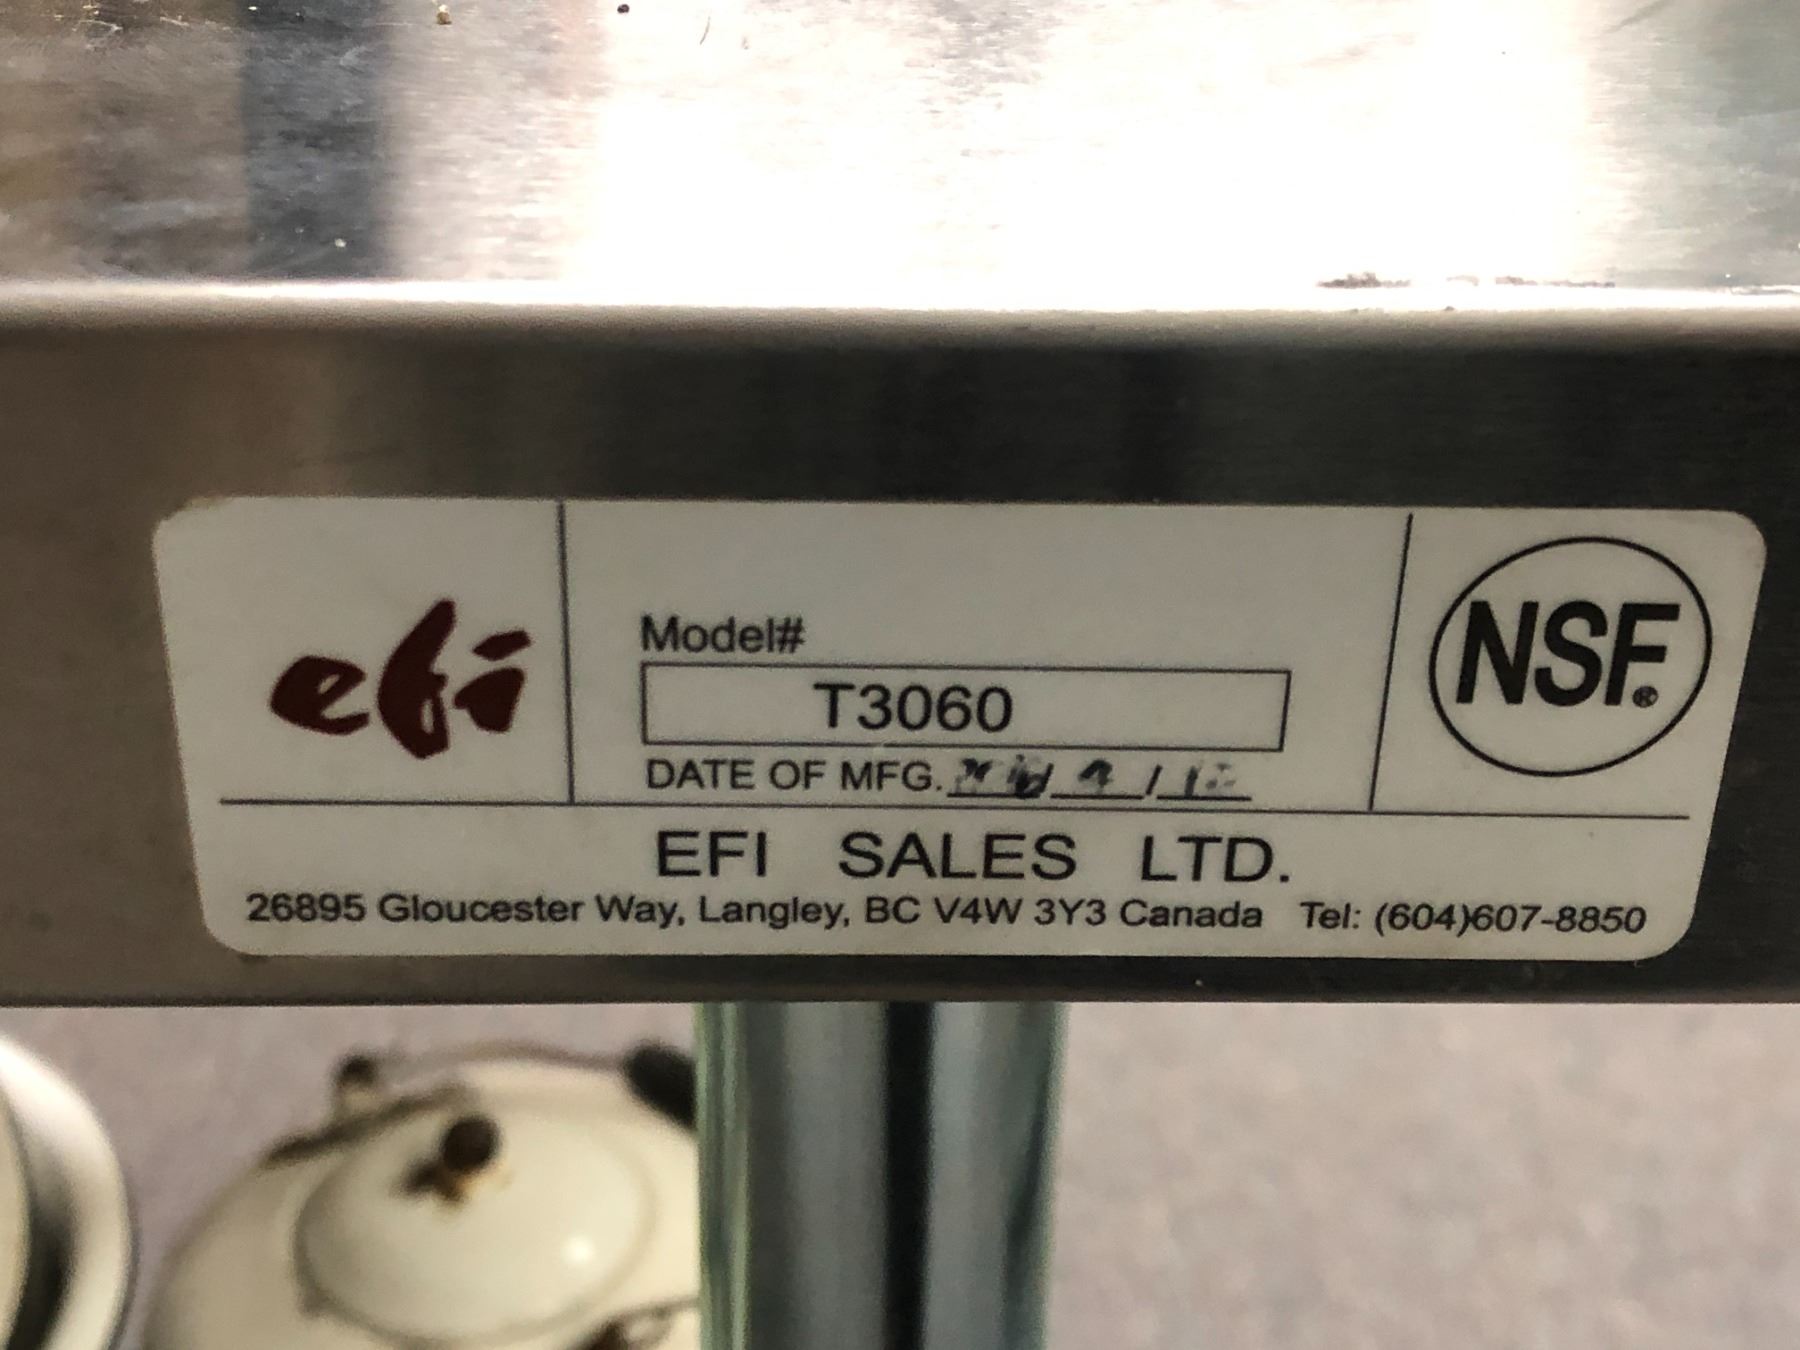 efi
Model#
T3060
NSF®
DATE OF MFG.
EFI SALES LTD.
26895 Gloucester Way, Langley, BC V4W 3Y3 Canada Tel: (604)607-8850